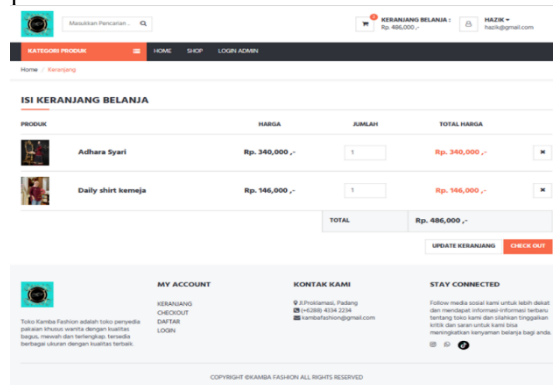 Masukkan Pencarian ..
0
KERANJANG BELANJA :
Rp. 486,000 ,-
HAZIK
hazik@gmail.com
KATEGORI PRODUK
HOME
SHOP
LOGIN ADMIN
Home / Keranjang
ISI KERANJANG BELANJA
PRODUK HARGA JUMLAH TOTAL HARGA
Adhara Syari Rp. 340,000 ,- 1 Rp. 340,000 ,-
Daily shirt kemeja Rp. 146,000 ,- 1 Rp. 146,000 ,-
TOTAL Rp. 486,000 ,-
UPDATE KERANJANG CHECK OUT
Toko Kamba Fashion adalah toko penyedia
pakaian khusus wanita dengan kualitas
bagus, mewah dan terlengkap tersedia
berbagai ukuran dengan kualitas terbaik.
MY ACCOUNT
KERANJANG
CHECKOUT
DAFTAR
LOGIN
KONTAK KAMI
Jl.Proklamasi, Padang
(+6288) 4334 2234
kambafashion@gmail.com
STAY CONNECTED
Follow media sosial kami untuk lebih dekat
dan mendapat informasi-informasi terbaru
tentang toko kami dan silahkan tinggalkan
kritik dan saran untuk kami bisa
meningkatkan kenyaman belanja bagi anda.
COPYRIGHT ©KAMBA FASHION ALL RIGHTS RESERVED